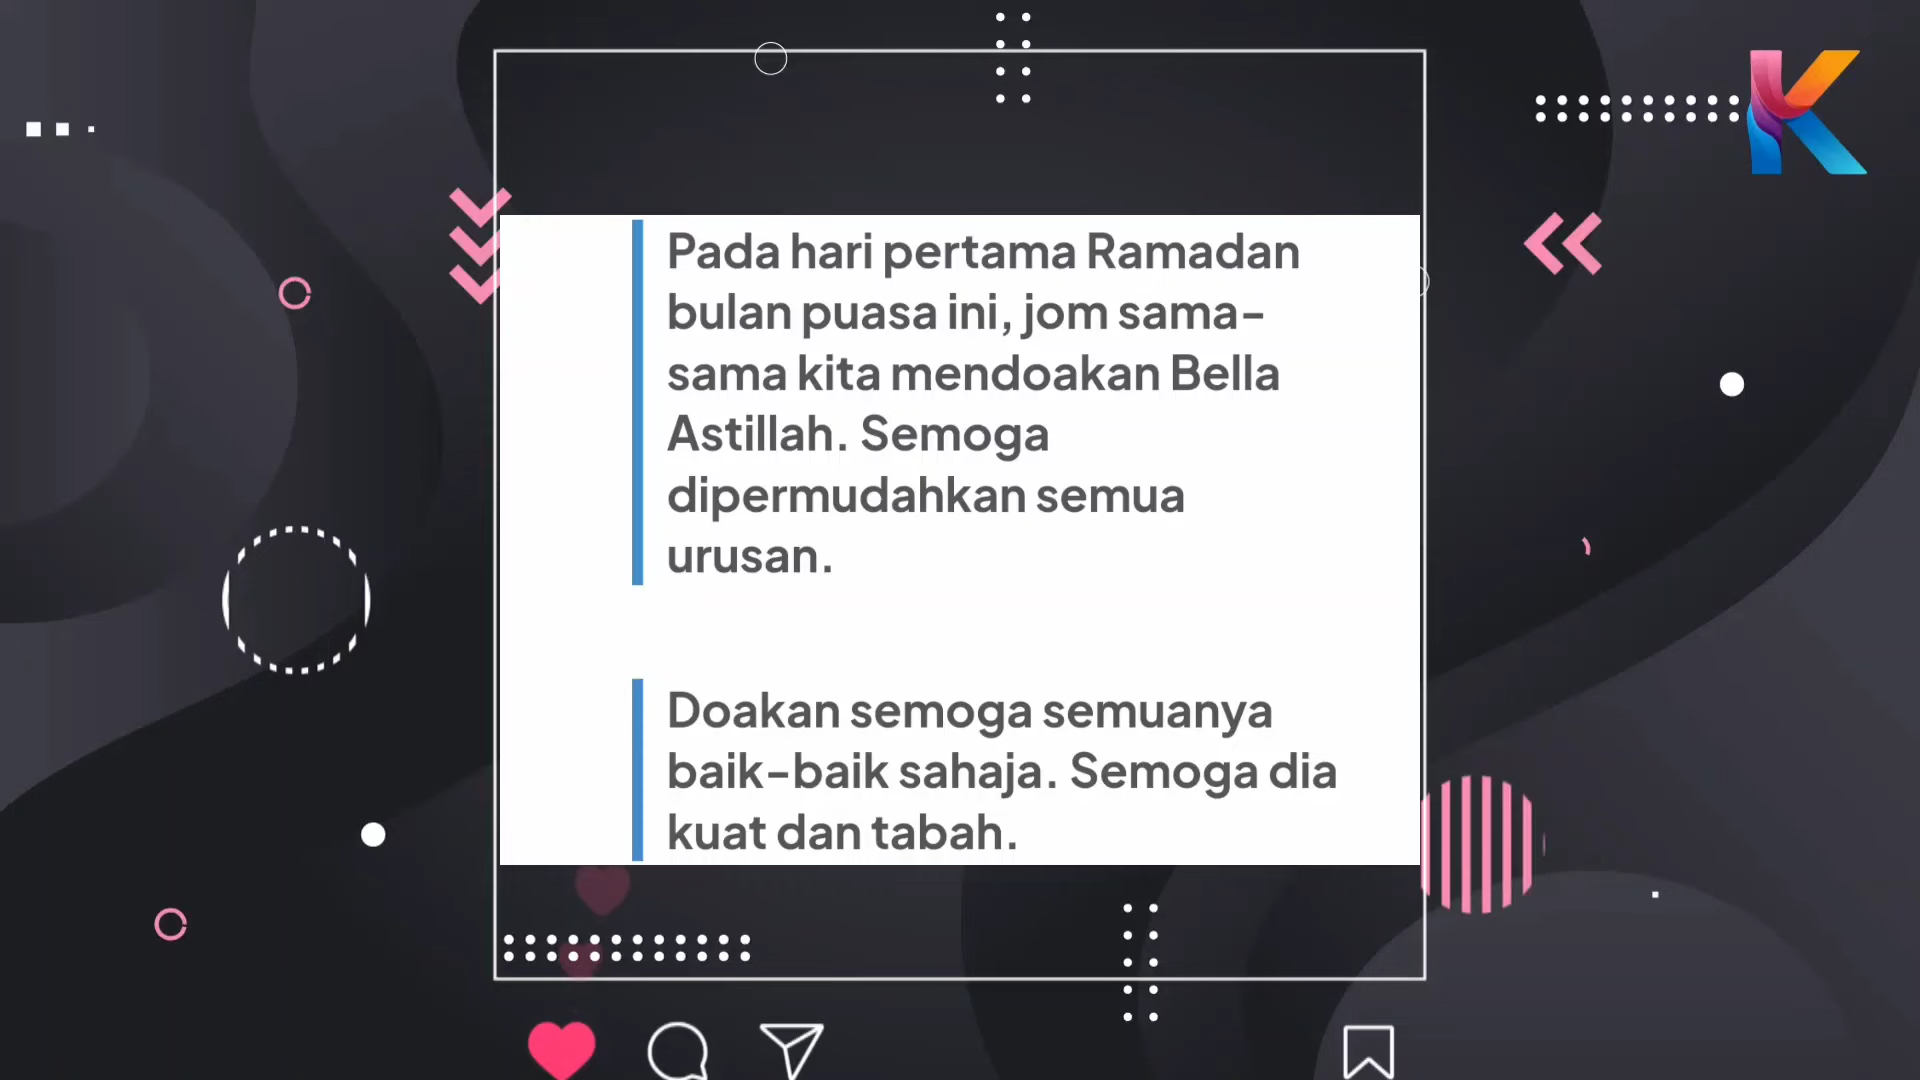 K
Pada hari pertama Ramadan
bulan puasa ini, jom sama-
sama kita mendoakan Bella
Astillah. Semoga
dipermudahkan semua
urusan.
Doakan semoga semuanya
baik-baik sahaja. Semoga dia
kuat dan tabah.